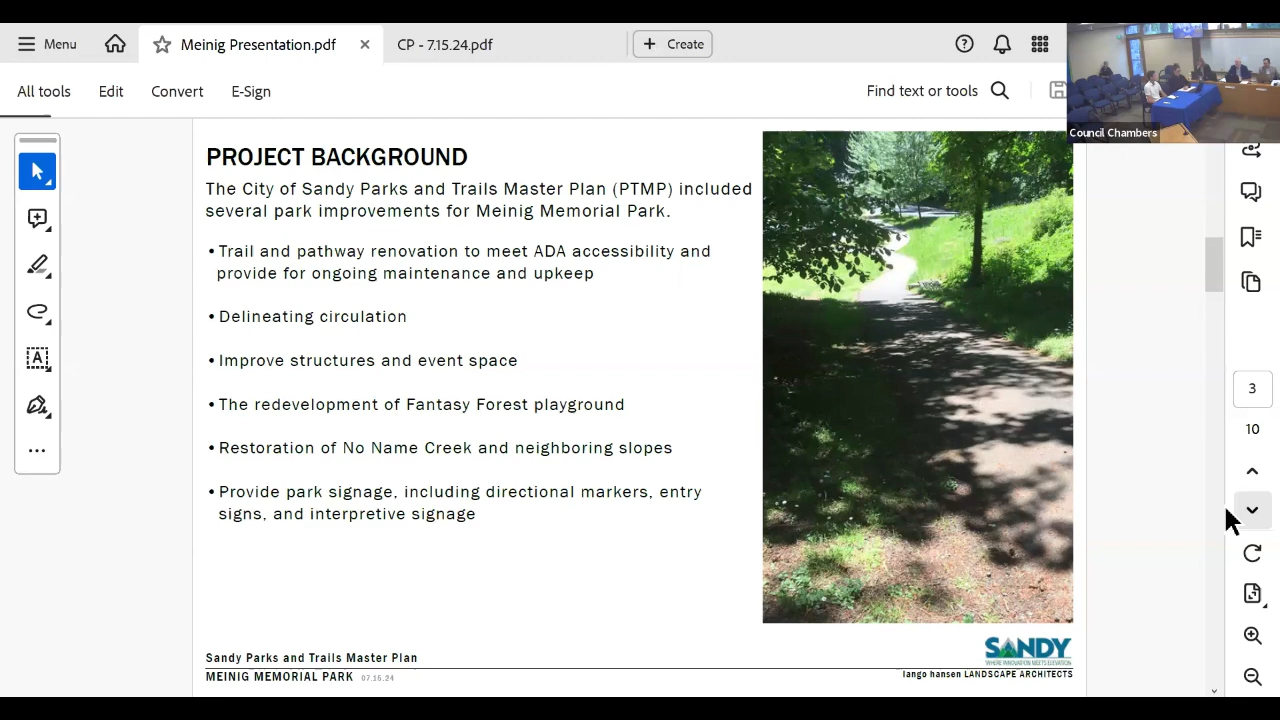 Menu
Meinig Presentation.pdf
CP - 7.15.24.pdf
Create
All tools
Edit
Convert
E-Sign
Find text or tools
Council Chambers
PROJECT BACKGROUND
The City of Sandy Parks and Trails Master Plan (PTMP) included
several park improvements for Meinig Memorial Park.
• Trail and pathway renovation to meet ADA accessibility and
provide for ongoing maintenance and upkeep
• Delineating circulation
• Improve structures and event space
• The redevelopment of Fantasy Forest playground
• Restoration of No Name Creek and neighboring slopes
• Provide park signage, including directional markers, entry
signs, and interpretive signage
3
10
Sandy Parks and Trails Master Plan
MEINIG MEMORIAL PARK 07.15.24
SANDY
WHERE INNOVATION MEETS ELEVATION
lango hansen LANDSCAPE ARCHITECTS